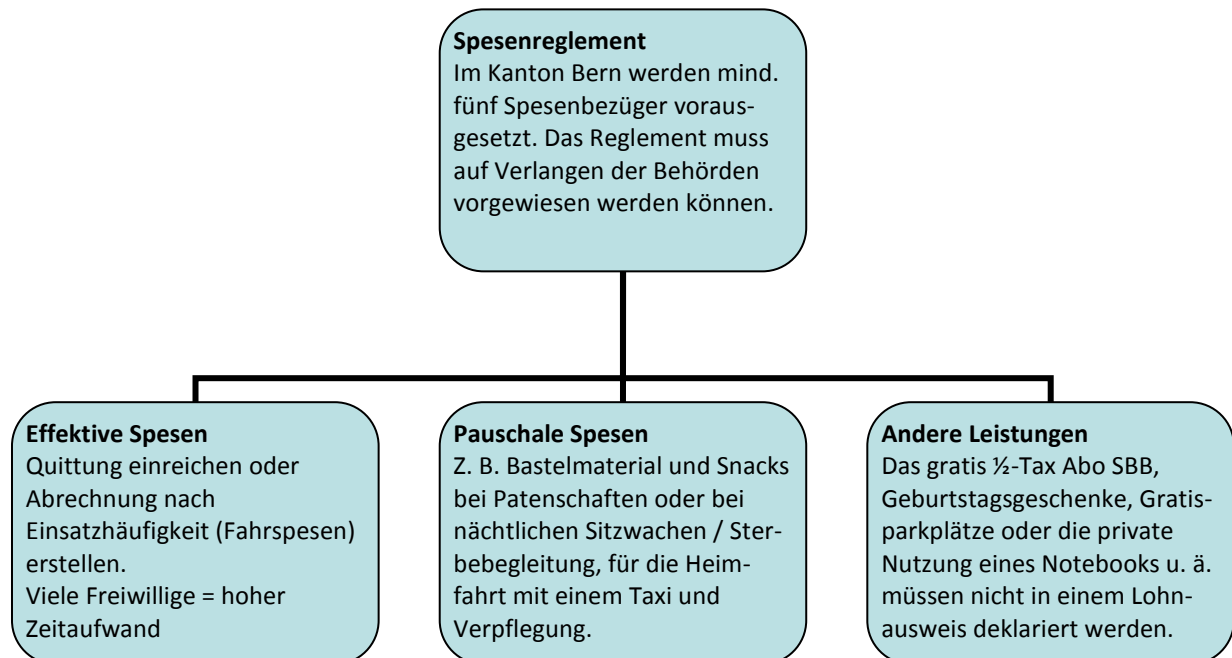 Spesenreglement
Im Kanton Bern werden mind.
fünf Spesenbezüger voraus-
gesetzt. Das Reglement muss
auf Verlangen der Behörden
vorgewiesen werden können.
Effektive Spesen
Quittung einreichen oder
Abrechnung nach
Einsatzhäufigkeit (Fahrspesen)
erstellen.
Viele Freiwillige = hoher
Zeitaufwand
Pauschale Spesen
Z. B. Bastelmaterial und Snacks
bei Patenschaften oder bei
nächtlichen Sitzwachen / Ster-
bebegleitung, für die Heim-
fahrt mit einem Taxi und
Verpflegung.
Andere Leistungen
Das gratis ½-Tax Abo SBB,
Geburtstagsgeschenke, Gratis-
parkplätze oder die private
Nutzung eines Notebooks u. ä.
müssen nicht in einem Lohn-
ausweis deklariert werden.